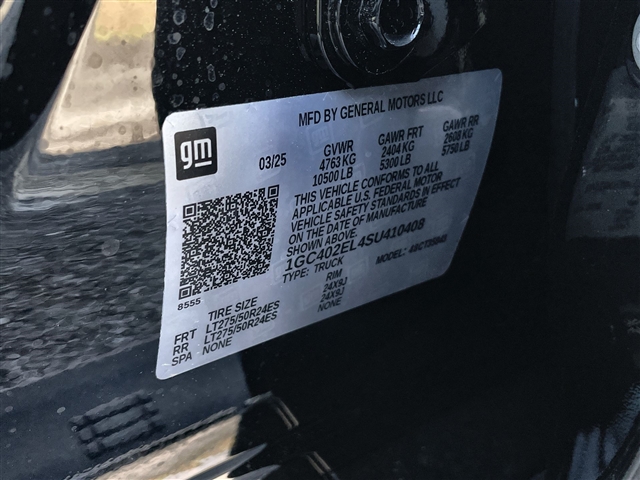 MFD BY GENERAL MOTORS LLC
gm
03/25
GVWR GAWR FRT GAWR RR
4763 KG 2404 KG 2608 KG
10500 LB 5300 LB 5750 LB
THIS VEHICLE CONFORMS TO ALL
APPLICABLE U.S. FEDERAL MOTOR
VEHICLE SAFETY STANDARDS IN EFFECT
ON THE DATE OF MANUFACTURE
SHOWN ABOVE.
1GC402EL4SU410408
TYPE: TRUCK MODEL:
8555
TIRE SIZE RIM
FRT LT275/50R24ES 24X9J
RR LT275/50R24ES 24X9J
SPA NONE NONE